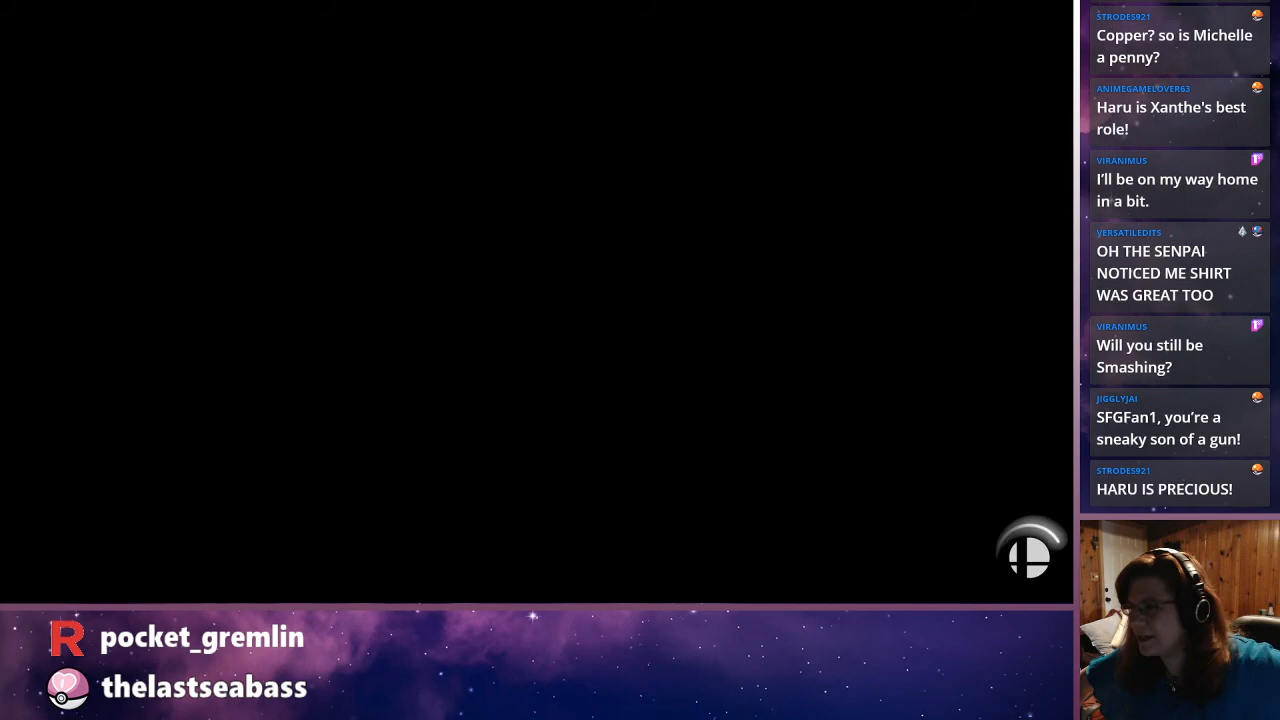 STRODES921
Copper? so is Michelle
a penny?
ANIMEGAMELOVER63
Haru is Xanthe's best
role!
VIRANIMUS
I'll be on my way home
in a bit.
VERSATILEDITS
OH THE SENPAI
NOTICED ME SHIRT
WAS GREAT TOO
VIRANIMUS
Will you still be
Smashing?
JIGGLYJAI
SFGFan1, you're a
sneaky son of a gun!
STRODES921
HARU IS PRECIOUS!
R pocket_gremlin
thelastseabass